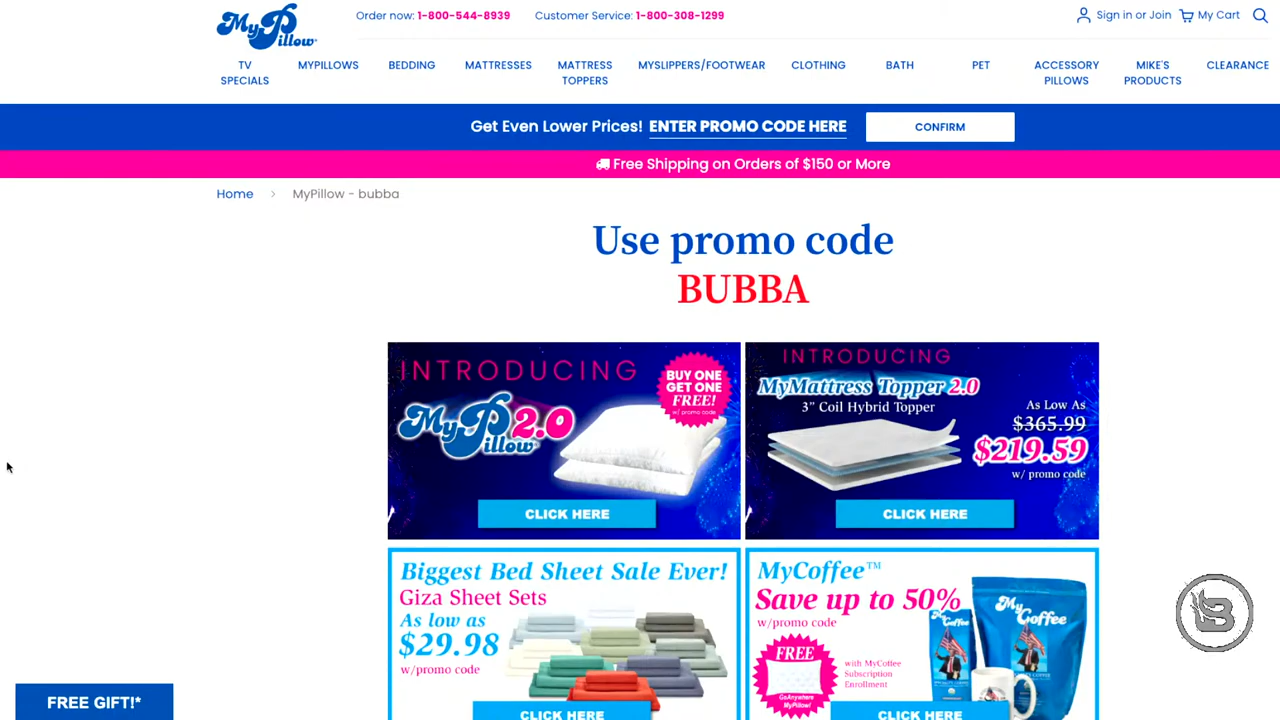 MyPillow
Order now: 1-800-544-8939
Customer Service: 1-800-308-1299
Sign in or Join
My Cart
TV SPECIALS
MYPILLOWS
BEDDING
MATTRESSES
MATTRESS TOPPERS
MYSLIPPERS/FOOTWEAR
CLOTHING
BATH
PET
ACCESSORY PILLOWS
MIKE'S PRODUCTS
CLEARANCE
Get Even Lower Prices! ENTER PROMO CODE HERE
CONFIRM
Free Shipping on Orders of $150 or More
Home > MyPillow - bubba
Use promo code
BUBBA
INTRODUCING
MyPillow 2.0
BUY ONE
GET ONE
FREE!
w/ promo code
CLICK HERE
INTRODUCING
MyMattress Topper 2.0
3" Coil Hybrid Topper
As Low As
$365.99
$219.59
w/ promo code
CLICK HERE
Biggest Bed Sheet Sale Ever!
Giza Sheet Sets
As low as
$29.98
w/promo code
CLICK HERE
MyCoffee™
Save up to 50%
w/promo code
FREE
GoAnywhere
MyPillow!
with MyCoffee
Subscription
Enrollment
My Coffee
My Coffee
CLICK HERE
FREE GIFT!*
B